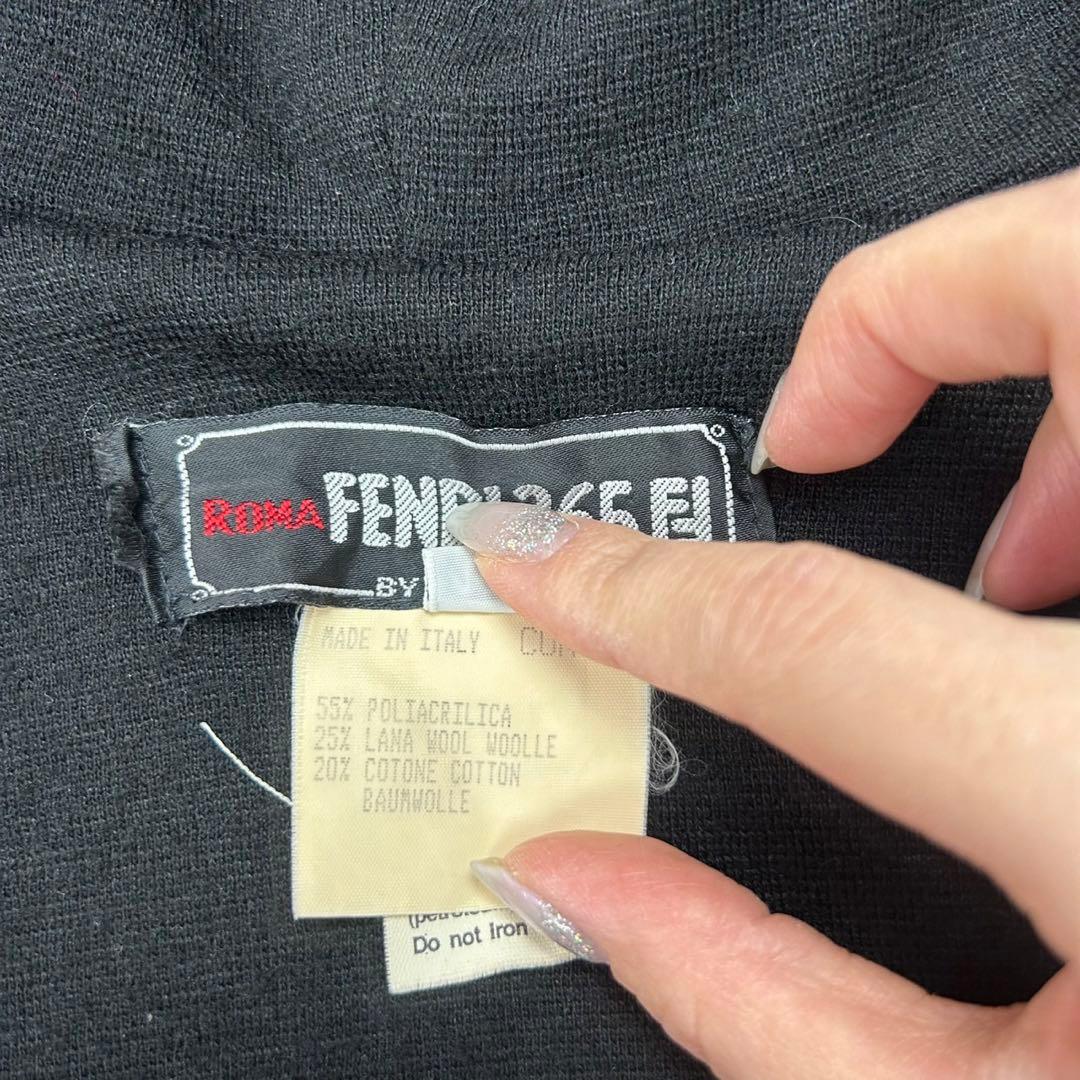 ROMA FENDI 365 FF
BY
MADE IN ITALY
55% POLIACRILICA
25% LANA WOOL WOOLLE
20% COTONE COTTON
BAUMWOLLE
Do not Iron